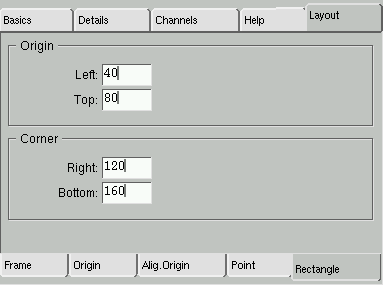 Basics Details Channels Help Layout
Origin
Left: 40
Top: 80
Corner
Right: 120
Bottom: 160
Frame Origin Alig.Origin Point Rectangle